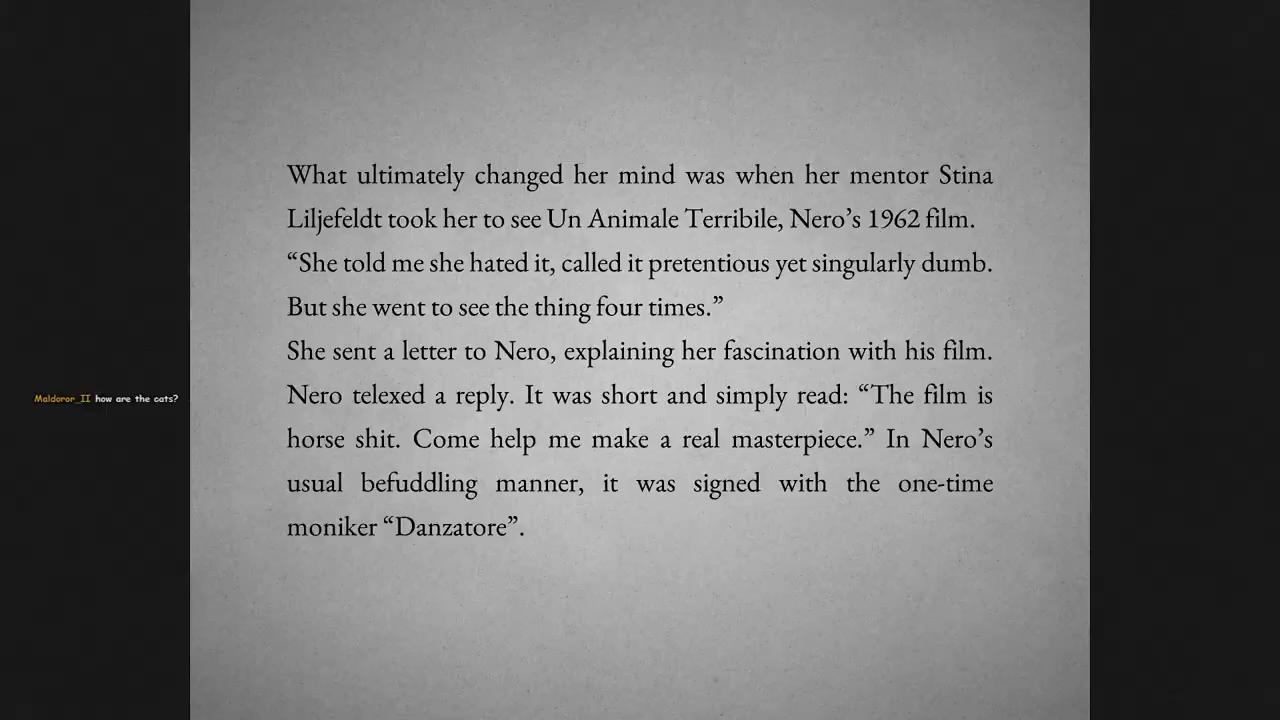 What ultimately changed her mind was when her mentor Stina
Liljefeldt took her to see Un Animale Terribile, Nero’s 1962 film.
“She told me she hated it, called it pretentious yet singularly dumb.
But she went to see the thing four times.”
She sent a letter to Nero, explaining her fascination with his film.
Nero telexed a reply. It was short and simply read: “The film is
Maldoror_II how are the cats?
horse shit. Come help me make a real masterpiece.” In Nero’s
usual befuddling manner, it was signed with the one-time
moniker “Danzatore”.